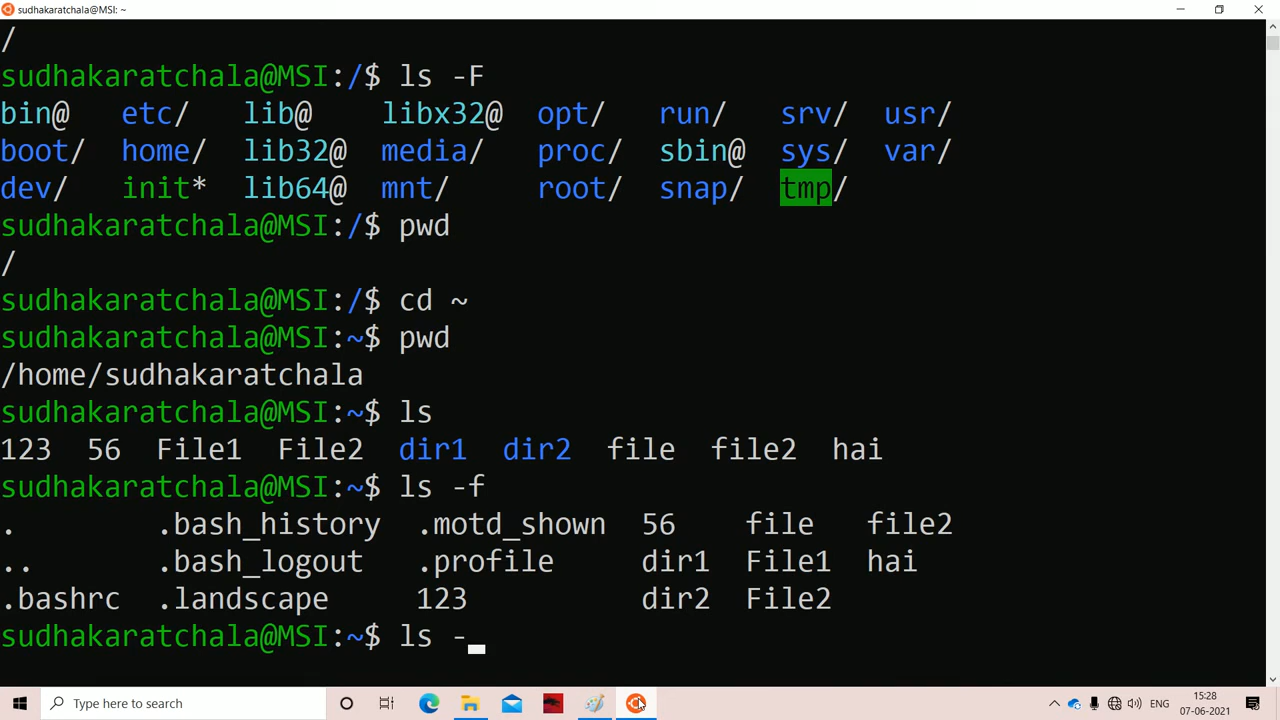 sudhakaratchala@MSI: ~
/
sudhakaratchala@MSI:/$ ls -F
bin@ etc/ lib@ libx32@ opt/ run/ srv/ usr/
boot/ home/ lib32@ media/ proc/ sbin@ sys/ var/
dev/ init* lib64@ mnt/ root/ snap/ tmp/
sudhakaratchala@MSI:/$ pwd
/
sudhakaratchala@MSI:/$ cd ~
sudhakaratchala@MSI:~$ pwd
/home/sudhakaratchala
sudhakaratchala@MSI:~$ ls
123 56 File1 File2 dir1 dir2 file file2 hai
sudhakaratchala@MSI:~$ ls -f
. .bash_history .motd_shown 56 file file2
.. .bash_logout .profile dir1 File1 hai
.bashrc .landscape 123 dir2 File2
sudhakaratchala@MSI:~$ ls -
Type here to search
ENG
15:28
07-06-2021